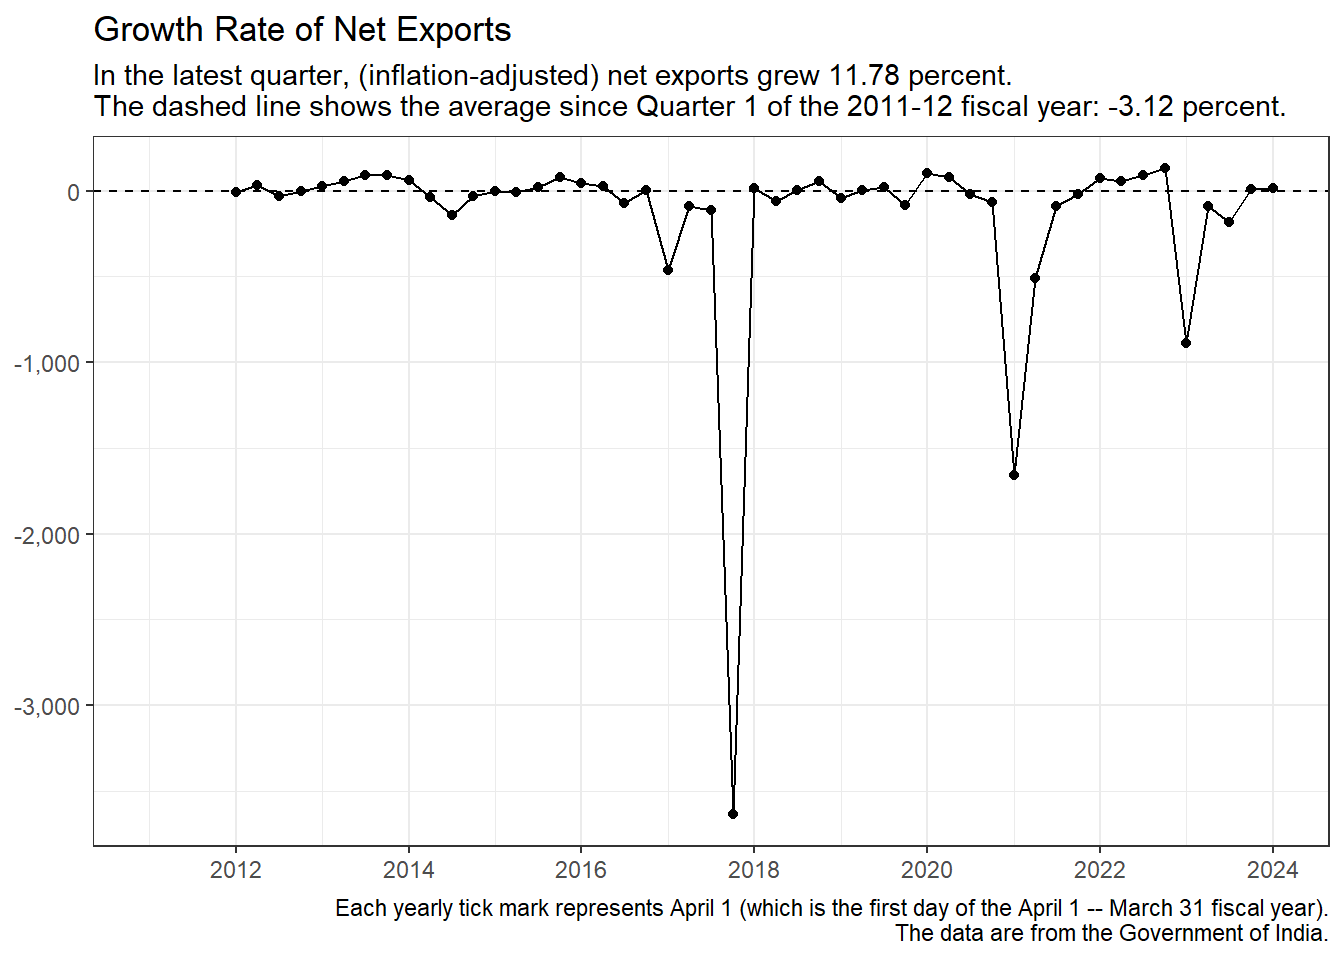 Growth Rate of Net Exports
In the latest quarter, (inflation-adjusted) net exports grew 11.78 percent.
The dashed line shows the average since Quarter 1 of the 2011-12 fiscal year: -3.12 percent.
0
-1,000
-2,000
-3,000
2012 2014 2016 2018 2020 2022 2024
Each yearly tick mark represents April 1 (which is the first day of the April 1 -- March 31 fiscal year).
The data are from the Government of India.